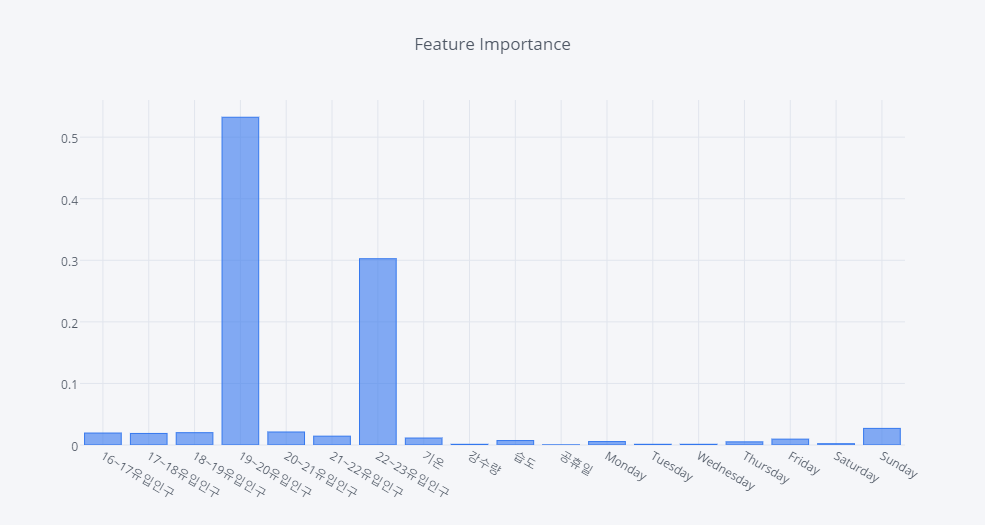 Feature Importance
0.5
0.4
0.3
0.2
0.1
0
16~17유입인구
17~18유입인구
18~19유입인구
19~20유입인구
20~21유입인구
21~22유입인구
22~23유입인구
기온
강수량
습도
공휴일
Monday
Tuesday
Wednesday
Thursday
Friday
Saturday
Sunday